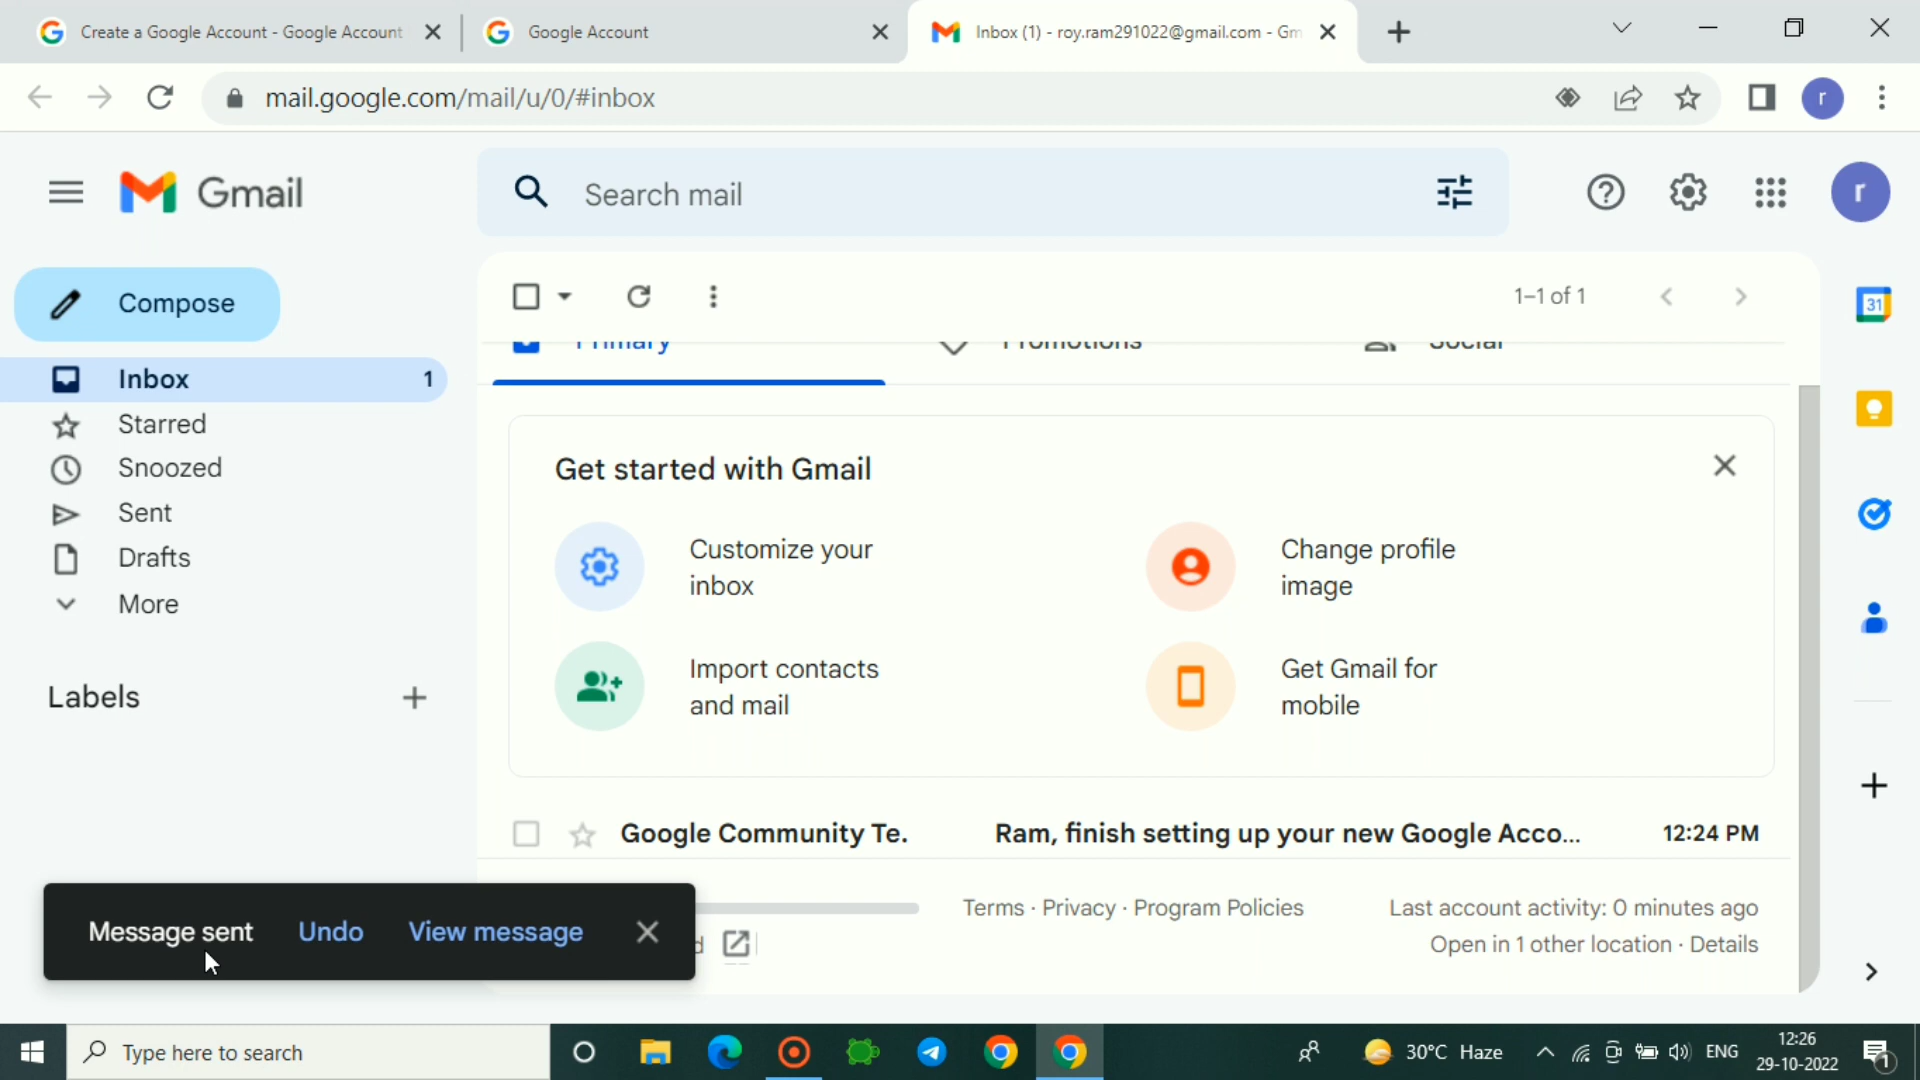 Create a Google Account - Google Account
Google Account
Inbox (1) - roy.ram291022@gmail.com - Gm
mail.google.com/mail/u/0/#inbox
r
Gmail
Search mail
r
Compose
1–1 of 1
31
Primary
Promotions
Social
Inbox 1
Starred
Snoozed
Sent
Drafts
More
Labels
Get started with Gmail
Customize your
inbox
Change profile
image
Import contacts
and mail
Get Gmail for
mobile
Google Community Te. Ram, finish setting up your new Google Acco... 12:24 PM
Terms · Privacy · Program Policies
Last account activity: 0 minutes ago
Open in 1 other location · Details
Message sent Undo View message
Type here to search
30°C Haze
ENG
12:26
29-10-2022
1